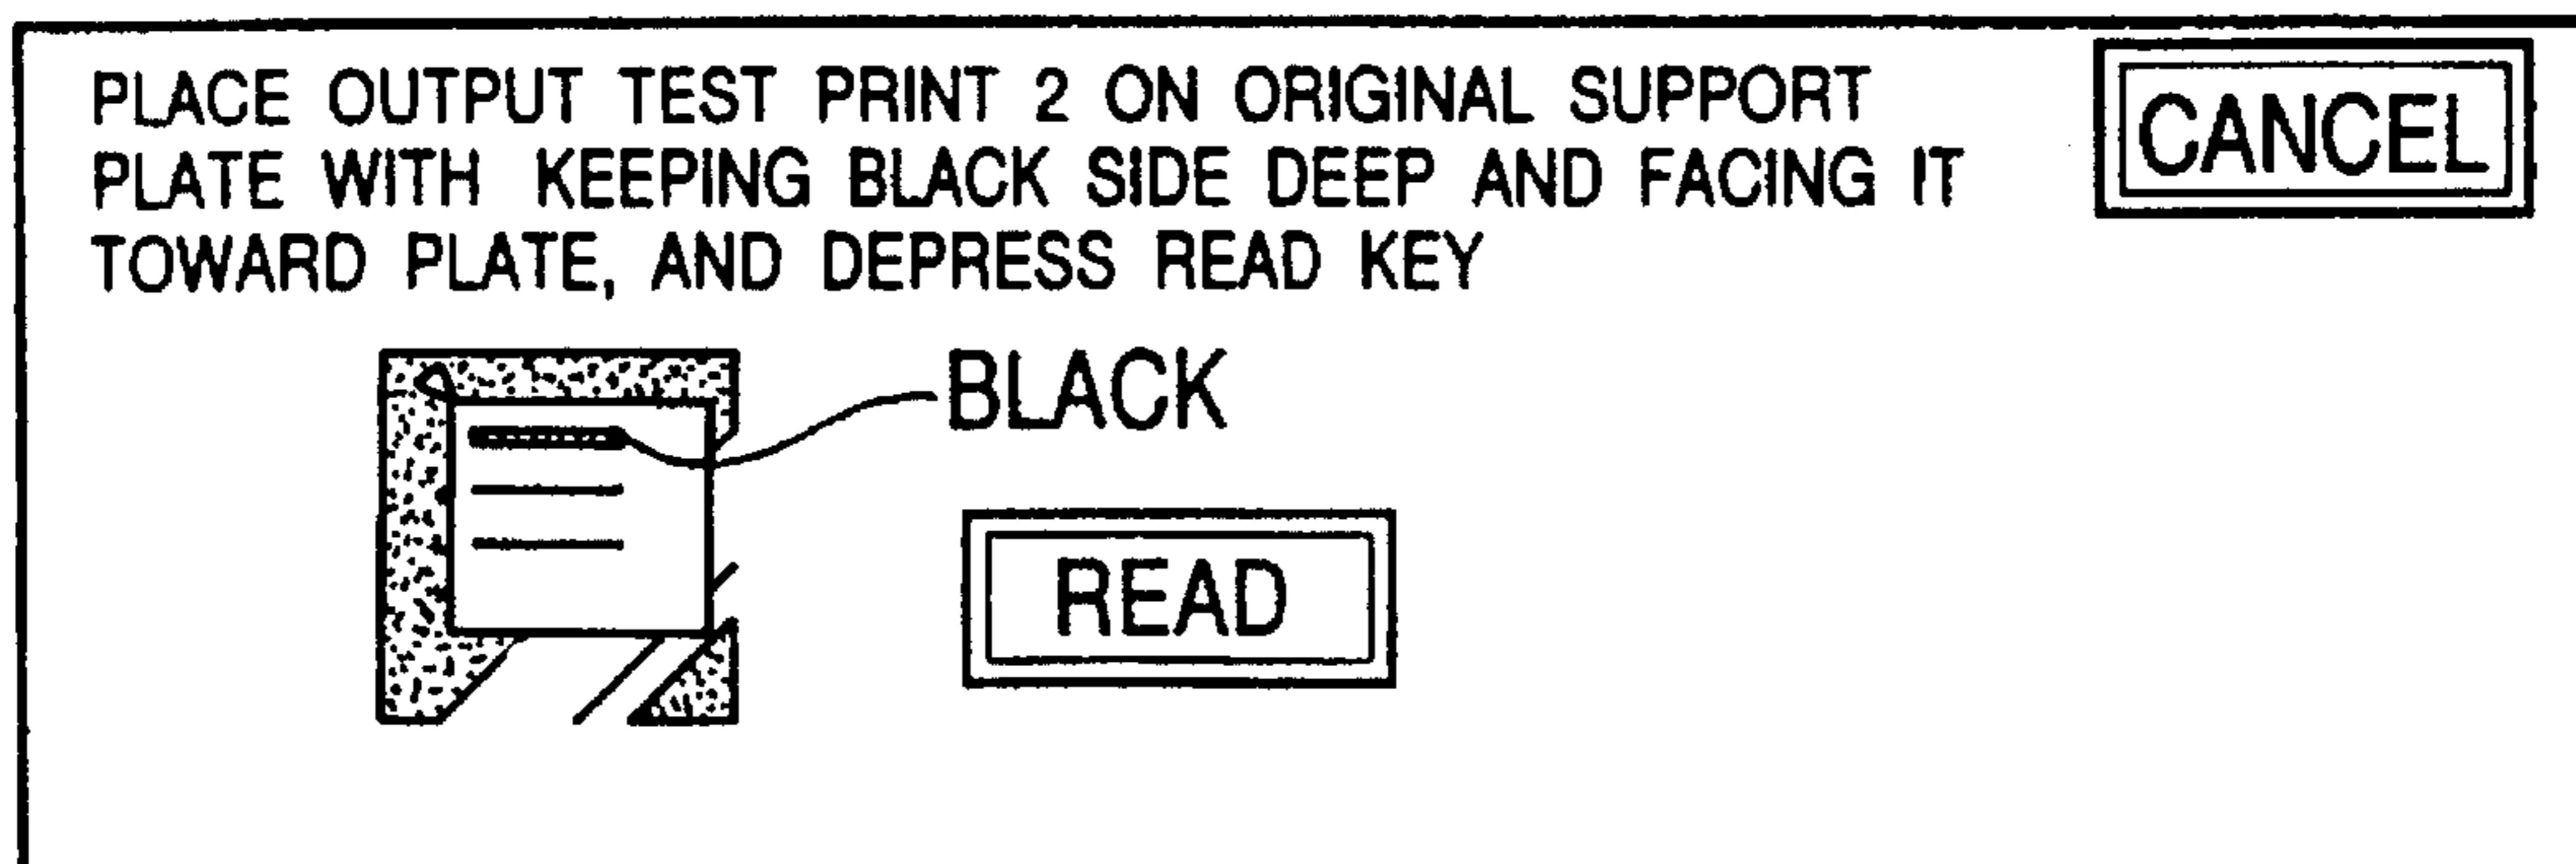 PLACE OUTPUT TEST PRINT 2 ON ORIGINAL SUPPORT
PLATE WITH KEEPING BLACK SIDE DEEP AND FACING IT
TOWARD PLATE, AND DEPRESS READ KEY
CANCEL
BLACK
READ